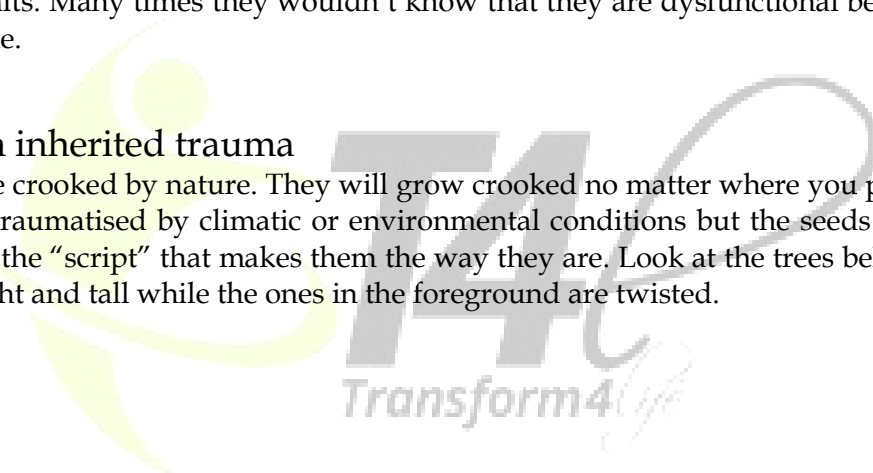 its. Many times they wouldn't know that they are dysfunctional be
e.
n inherited trauma
e crooked by nature. They will grow crooked no matter where you p
raumatised by climatic or environmental conditions but the seeds
the “script” that makes them the way they are. Look at the trees bel
ht and tall while the ones in the foreground are twisted.
T4life
Transform4life